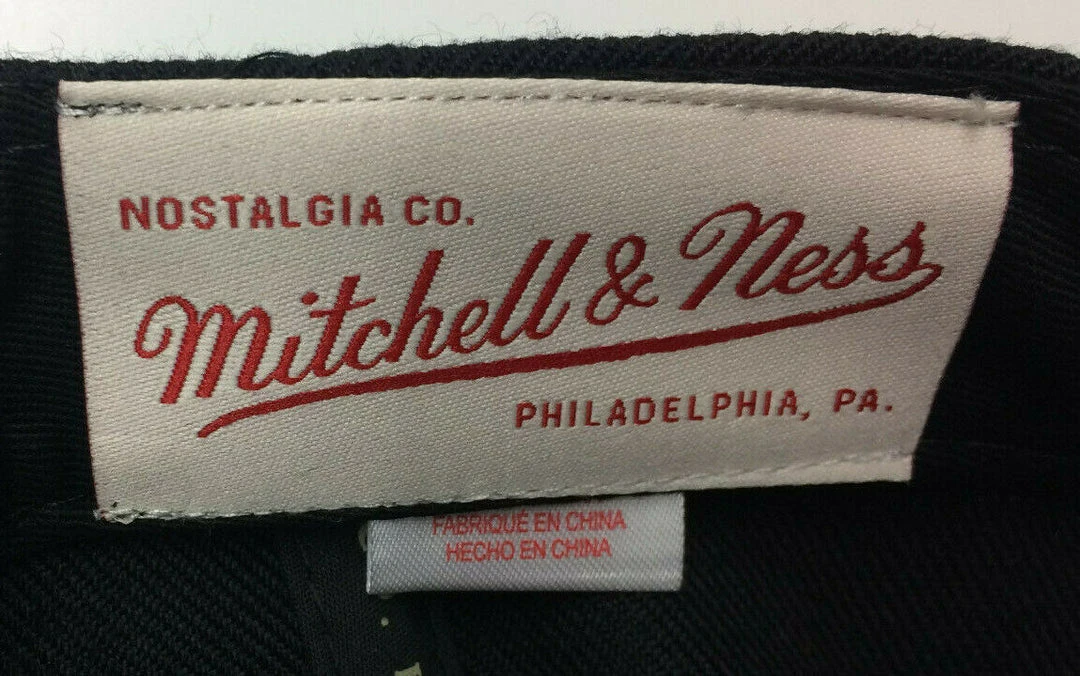 NOSTALGIA CO.
Mitchell & Ness
PHILADELPHIA, PA.
FABRIQUÉ EN CHINA
HECHO EN CHINA